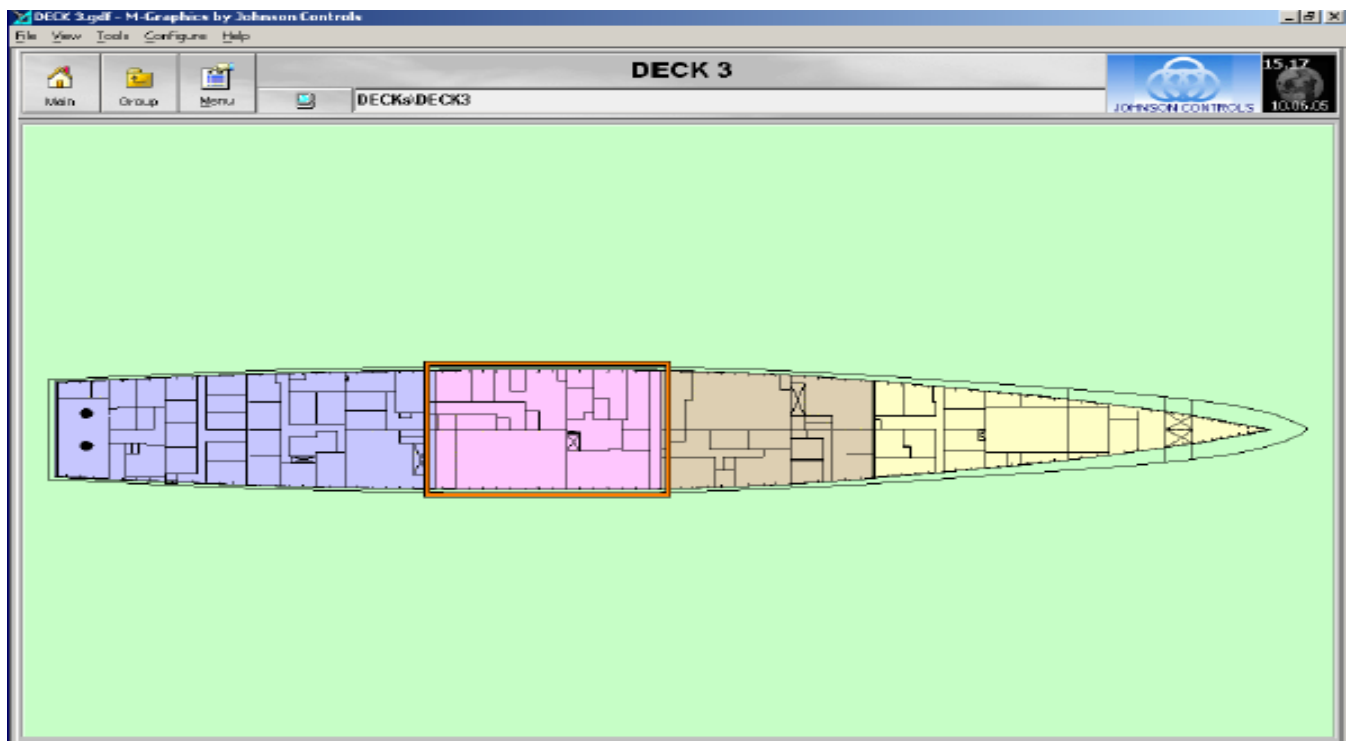 DECK 3.gdf - M-Graphics by Johnson Controls
File View Tools Configure Help
Main Group Menu
DECK 3
DECKs\DECK3
JOHNSON CONTROLS
15.17
10.06.05